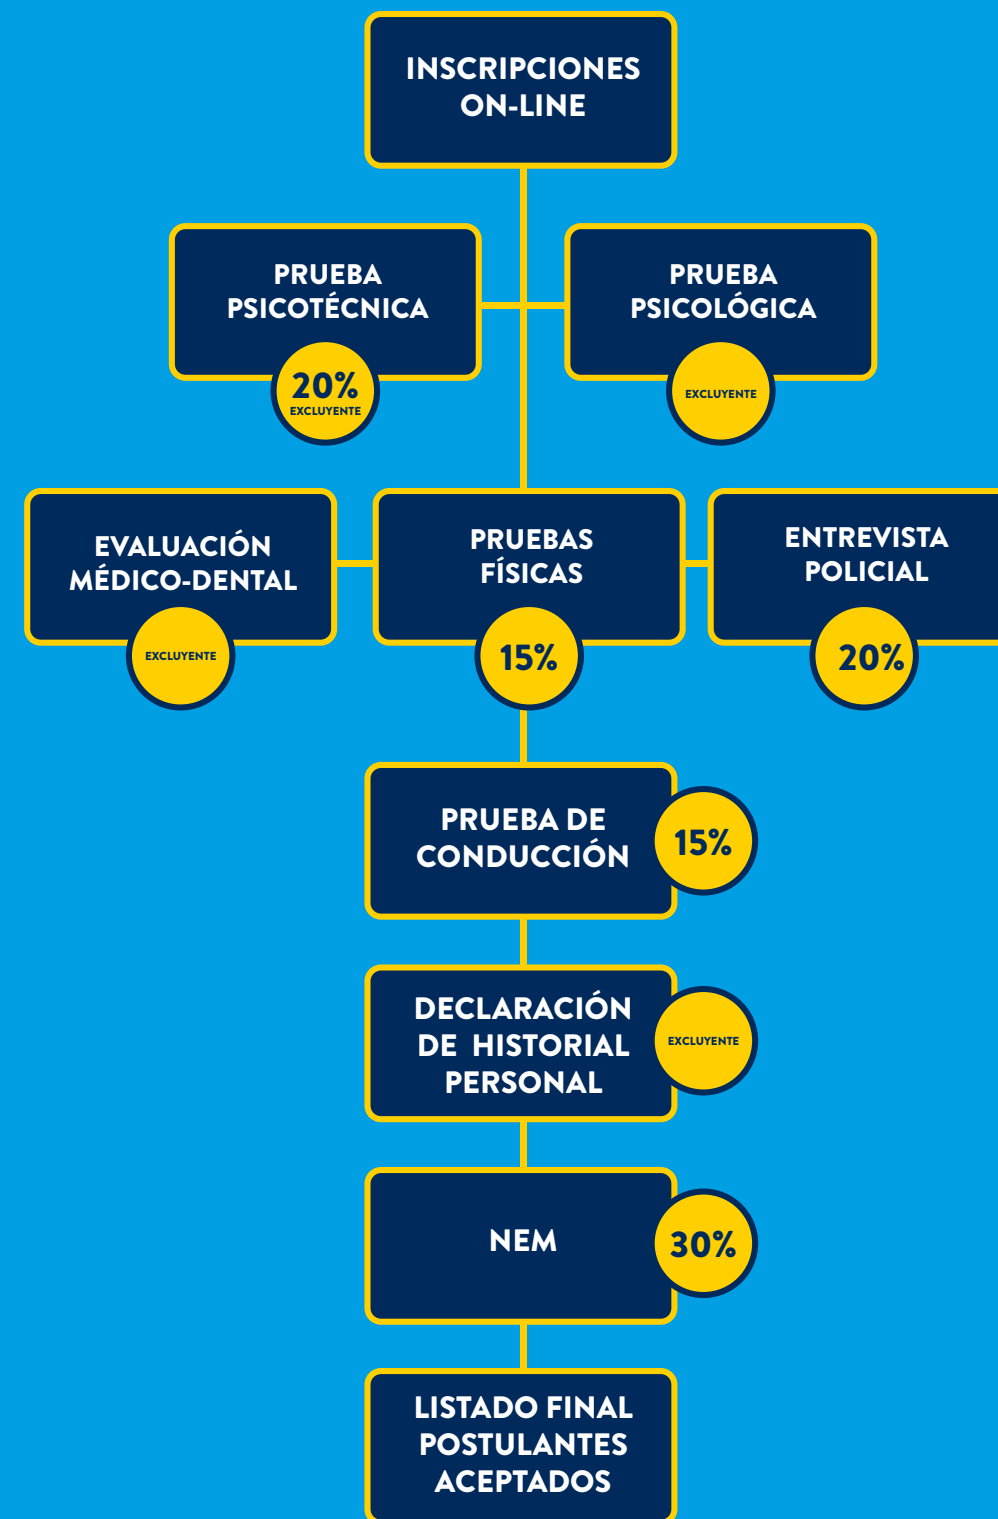 INSCRIPCIONES
ON-LINE
PRUEBA
PSICOTÉCNICA
20%
EXCLUYENTE
PRUEBA
PSICOLÓGICA
EXCLUYENTE
EVALUACIÓN
MÉDICO-DENTAL
EXCLUYENTE
PRUEBAS
FÍSICAS
15%
ENTREVISTA
POLICIAL
20%
PRUEBA DE
CONDUCCIÓN
15%
DECLARACIÓN
DE HISTORIAL
PERSONAL
EXCLUYENTE
NEM
30%
LISTADO FINAL
POSTULANTES
ACEPTADOS